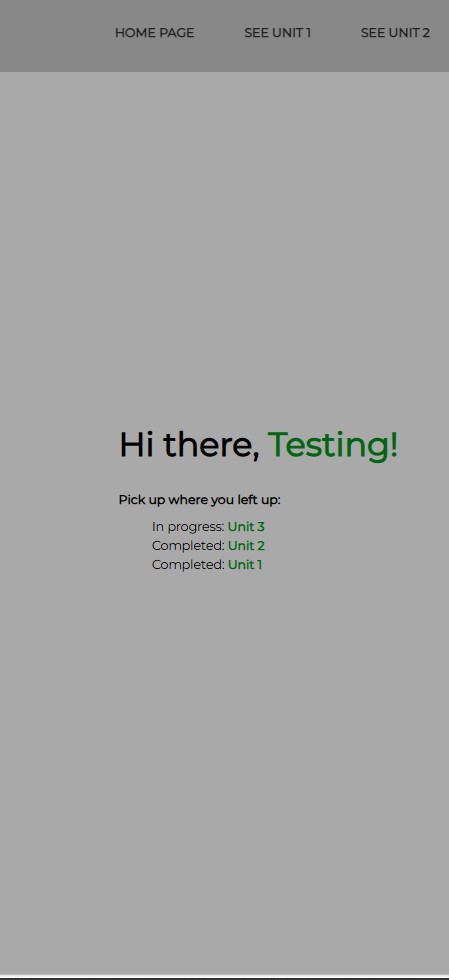 HOME PAGE SEE UNIT 1 SEE UNIT 2
Hi there, Testing!
Pick up where you left up:
In progress: Unit 3
Completed: Unit 2
Completed: Unit 1